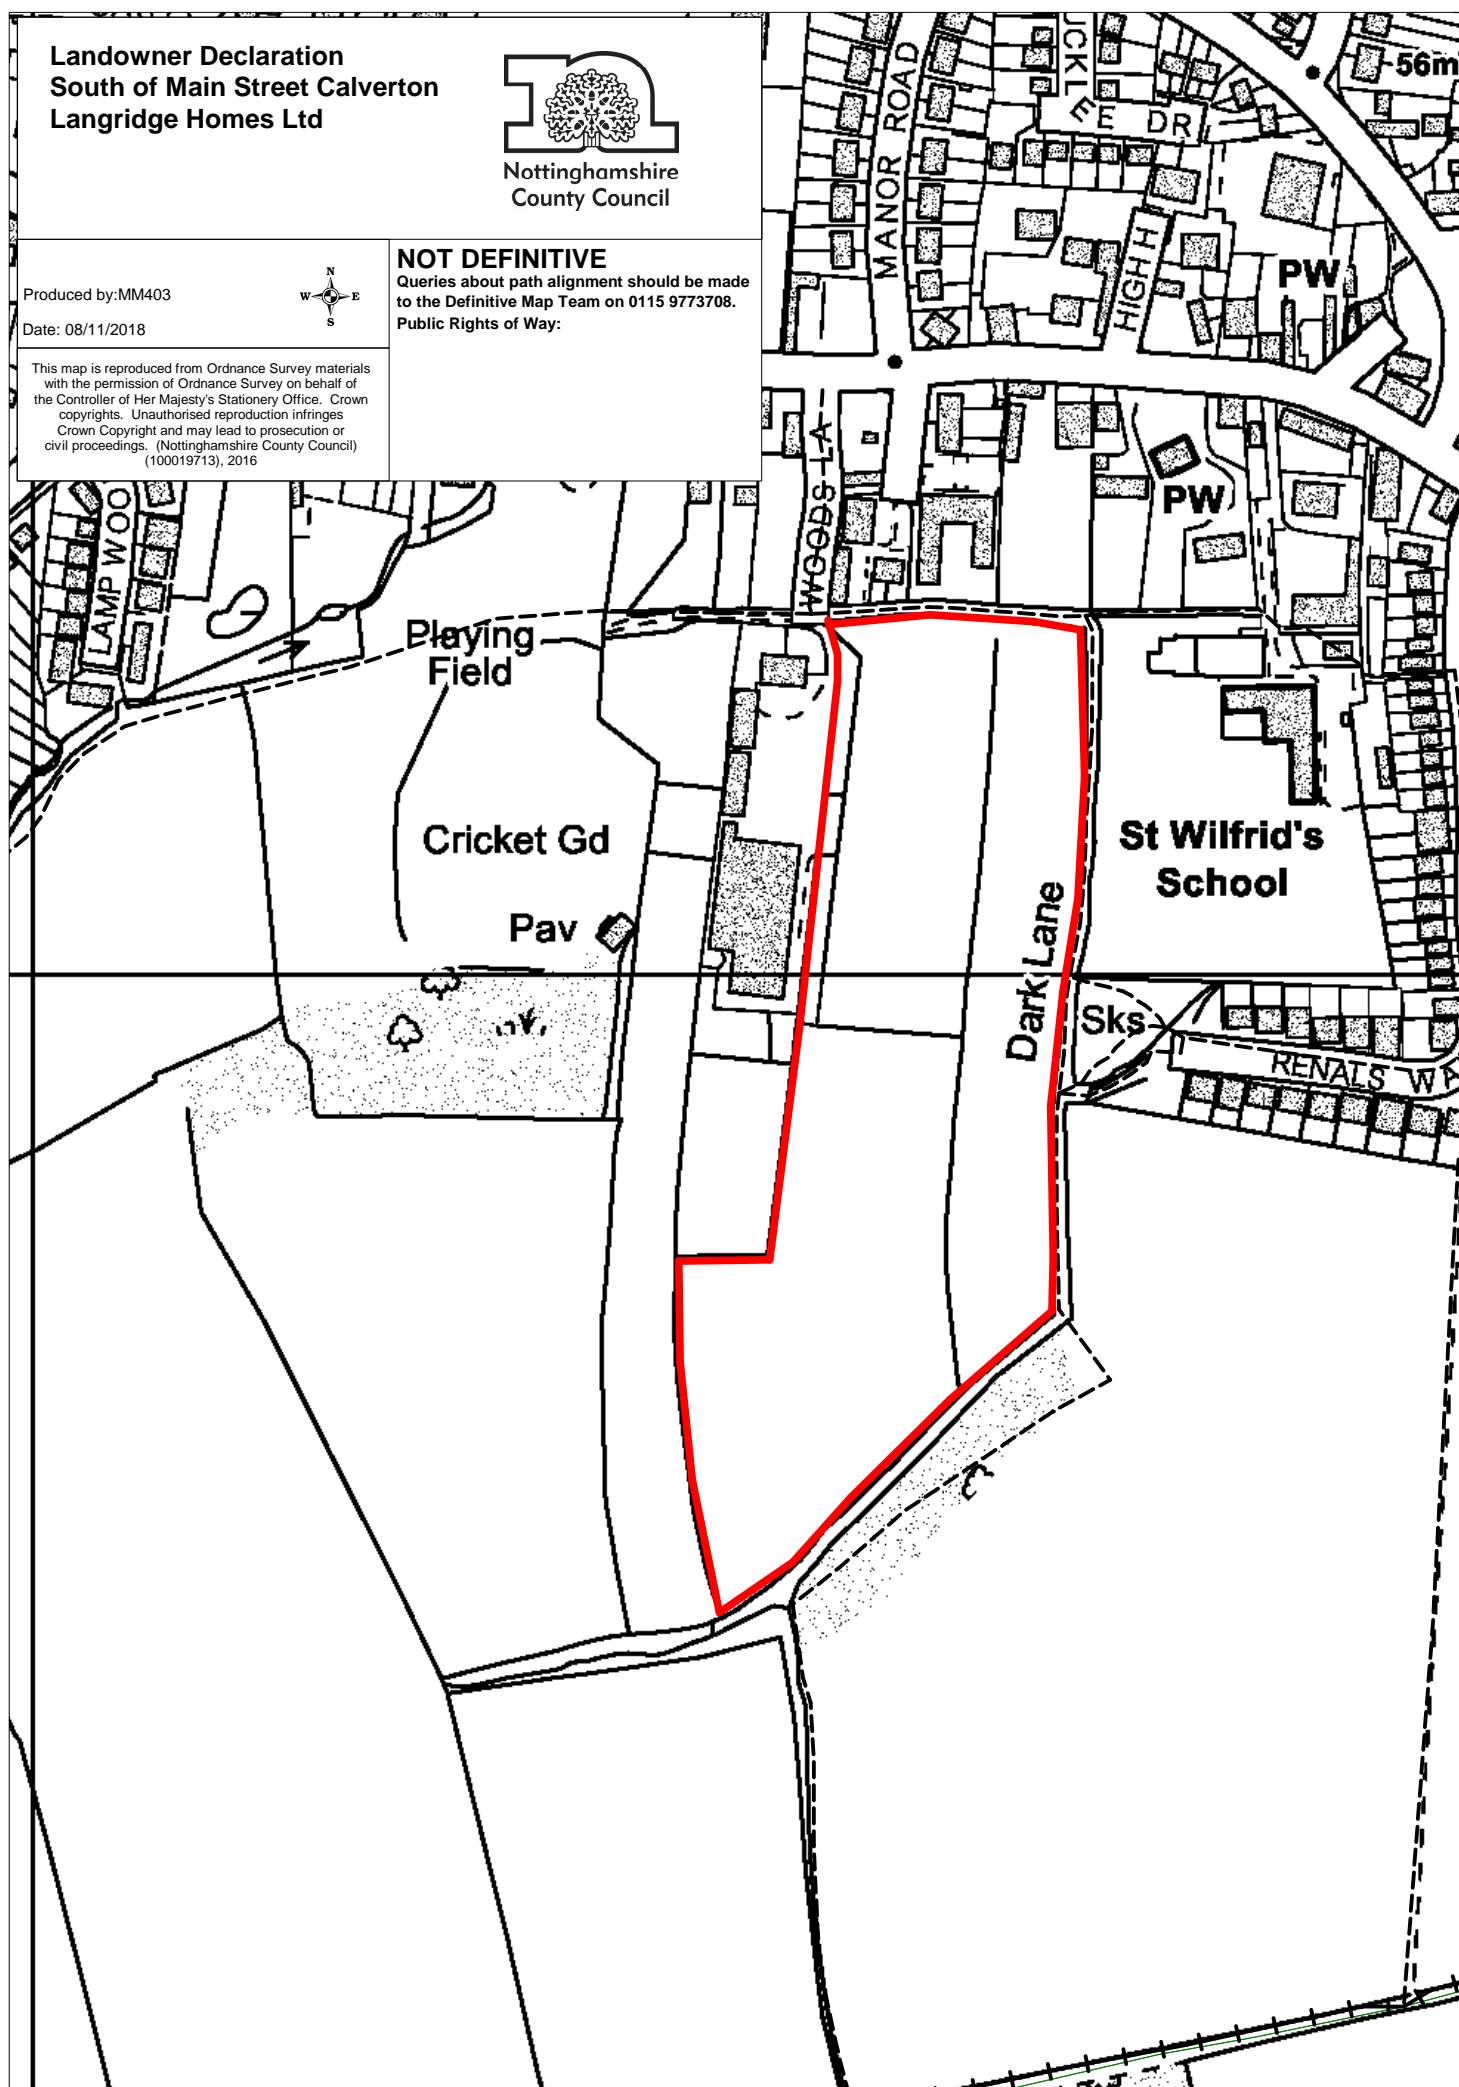 Landowner Declaration
South of Main Street Calverton
Langridge Homes Ltd
Nottinghamshire
County Council
Produced by:MM403
Date: 08/11/2018
N
W E
S
NOT DEFINITIVE
Queries about path alignment should be made
to the Definitive Map Team on 0115 9773708.
Public Rights of Way:
This map is reproduced from Ordnance Survey materials
with the permission of Ordnance Survey on behalf of
the Controller of Her Majesty's Stationery Office. Crown
copyrights. Unauthorised reproduction infringes
Crown Copyright and may lead to prosecution or
civil proceedings. (Nottinghamshire County Council)
(100019713), 2016
MANOR ROAD
UCKLE
E DR
56m
HIGH H
PW
WOODS LA
PW
LAMPWOO
Playing
Field
Cricket Gd
Pav
St Wilfrid's
School
Dark Lane
Sks
RENALS WA